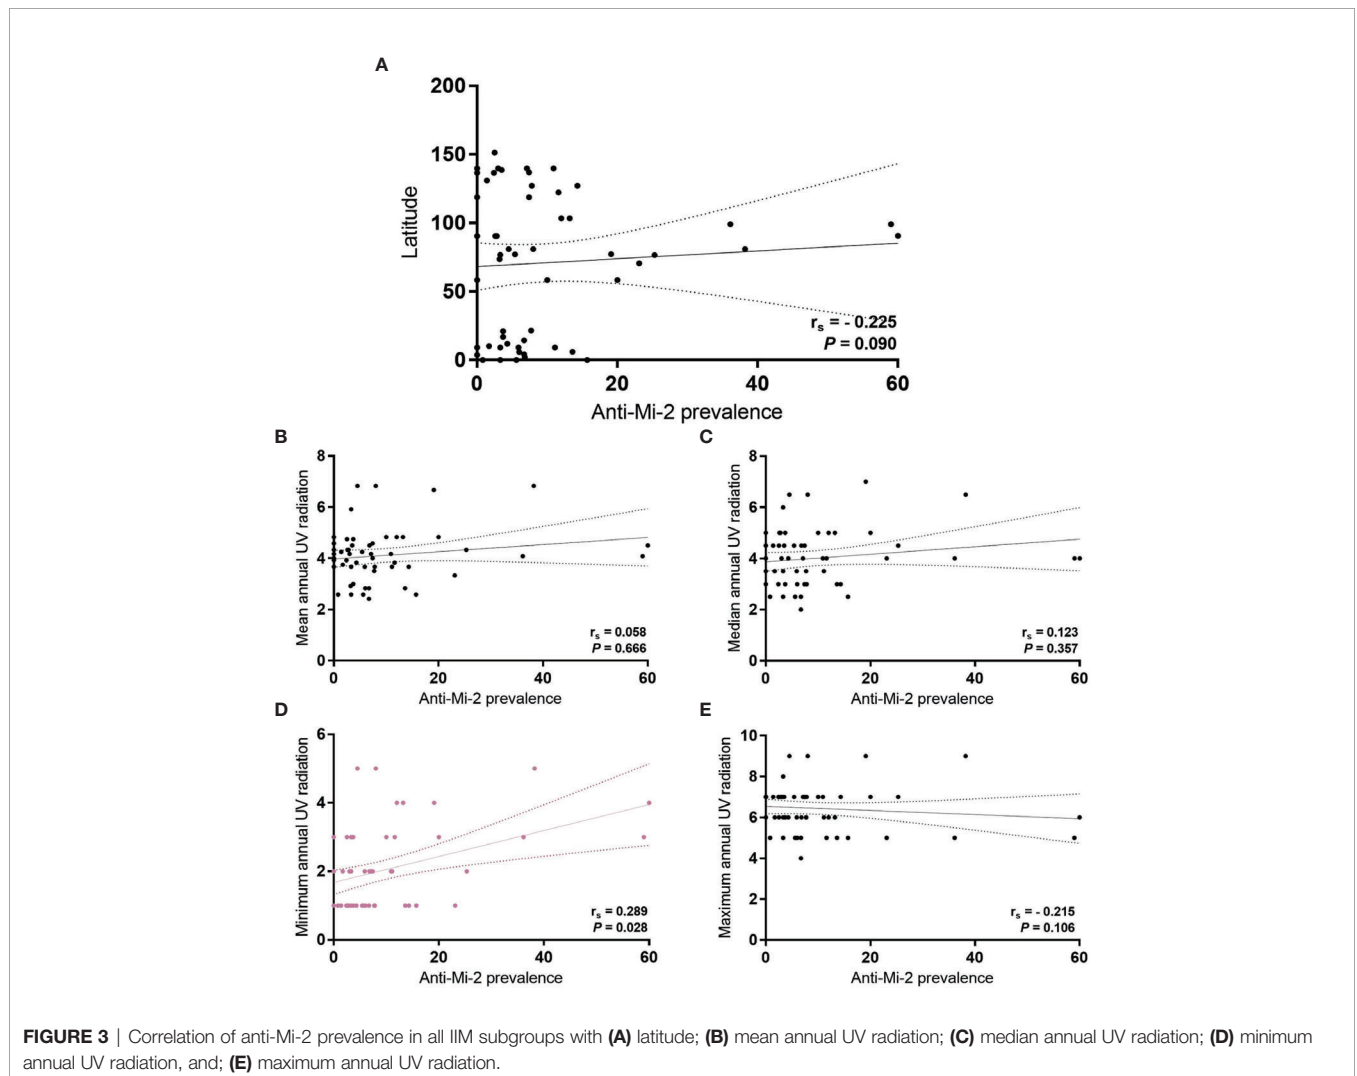 A
200
150
100
50
0
Latitude
0 20 40 60
Anti-Mi-2 prevalence
rs = - 0.225
P = 0.090
B
8
6
4
2
0
Mean annual UV radiation
0 20 40 60
Anti-Mi-2 prevalence
rs = 0.058
P = 0.666
C
8
6
4
2
0
Median annual UV radiation
0 20 40 60
Anti-Mi-2 prevalence
rs = 0.123
P = 0.357
D
6
4
2
0
Minimum annual UV radiation
0 20 40 60
Anti-Mi-2 prevalence
rs = 0.289
P = 0.028
E
10
8
6
4
2
0
Maximum annual UV radiation
0 20 40 60
Anti-Mi-2 prevalence
rs = - 0.215
P = 0.106
FIGURE 3 | Correlation of anti-Mi-2 prevalence in all IIM subgroups with (A) latitude; (B) mean annual UV radiation; (C) median annual UV radiation; (D) minimum
annual UV radiation, and; (E) maximum annual UV radiation.